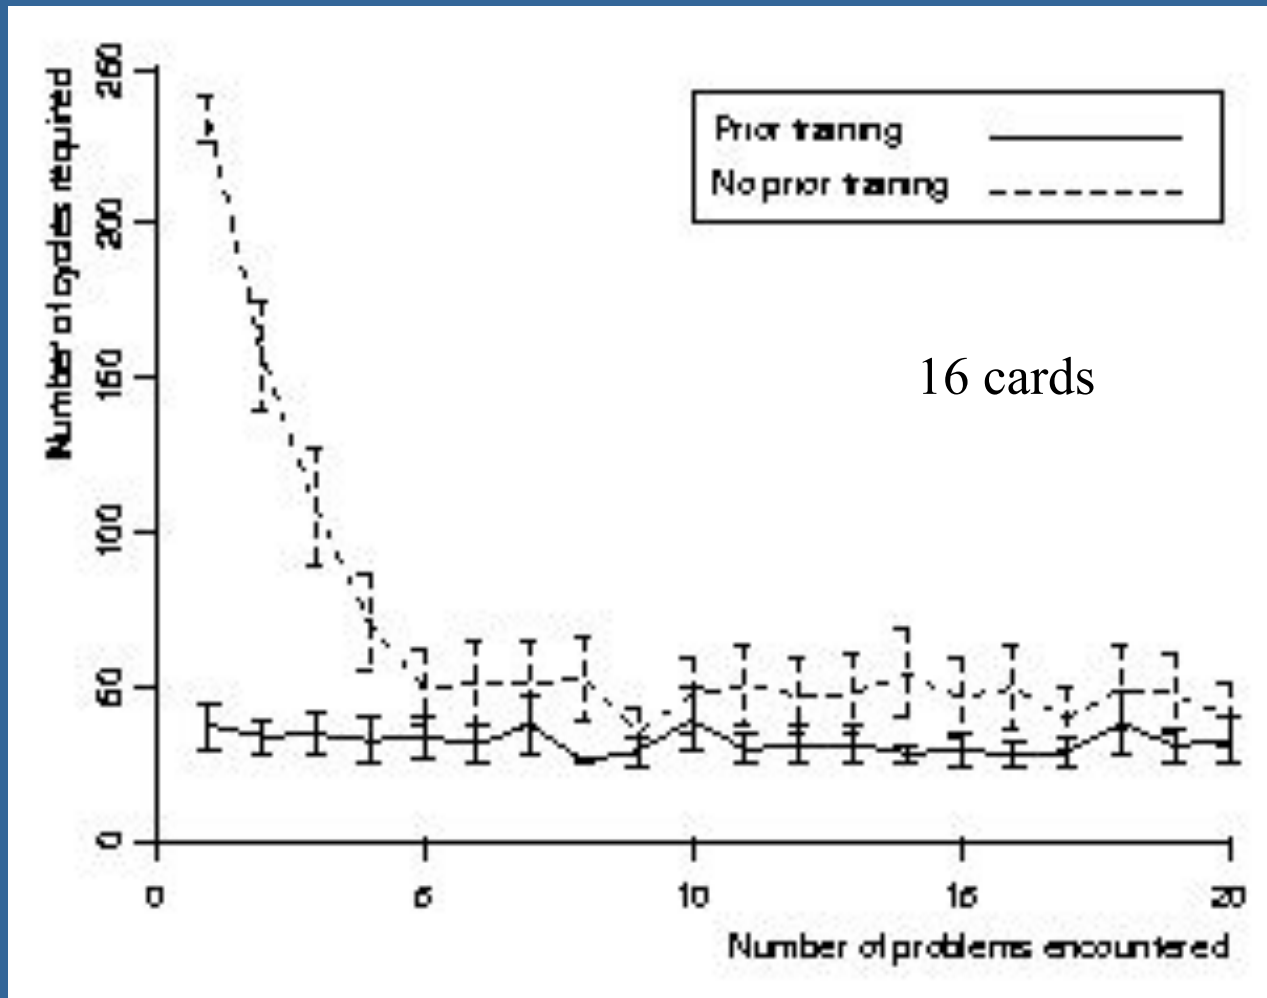 Number of cycles required
250
200
150
100
50
0
Prior training
No prior training
16 cards
0
5
10
15
20
Number of problems encountered